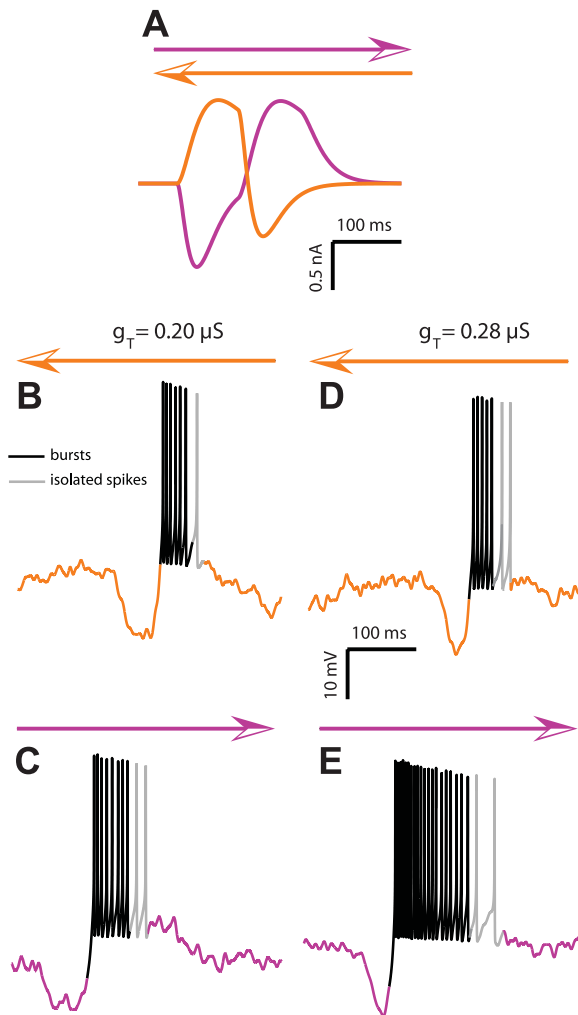 A
100 ms
0.5 nA
g_T = 0.20 µS
g_T = 0.28 µS
B
D
bursts
isolated spikes
100 ms
10 mV
C
E